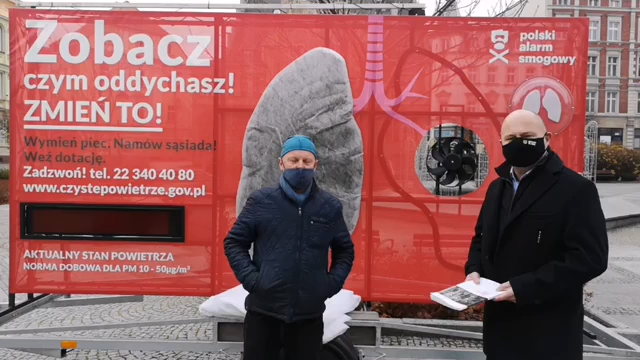 Zobacz
czym oddychasz!
ZMIEŃ TO!
Wymień piec. Namów sąsiada!
Weź dotację.
Zadzwoń! tel. 22 340 40 80
www.czystepowietrze.gov.pl
AKTUALNY STAN POWIETRZA
NORMA DOBOWA DLA PM 10 - 50µg/m³
polski
alarm
smogowy